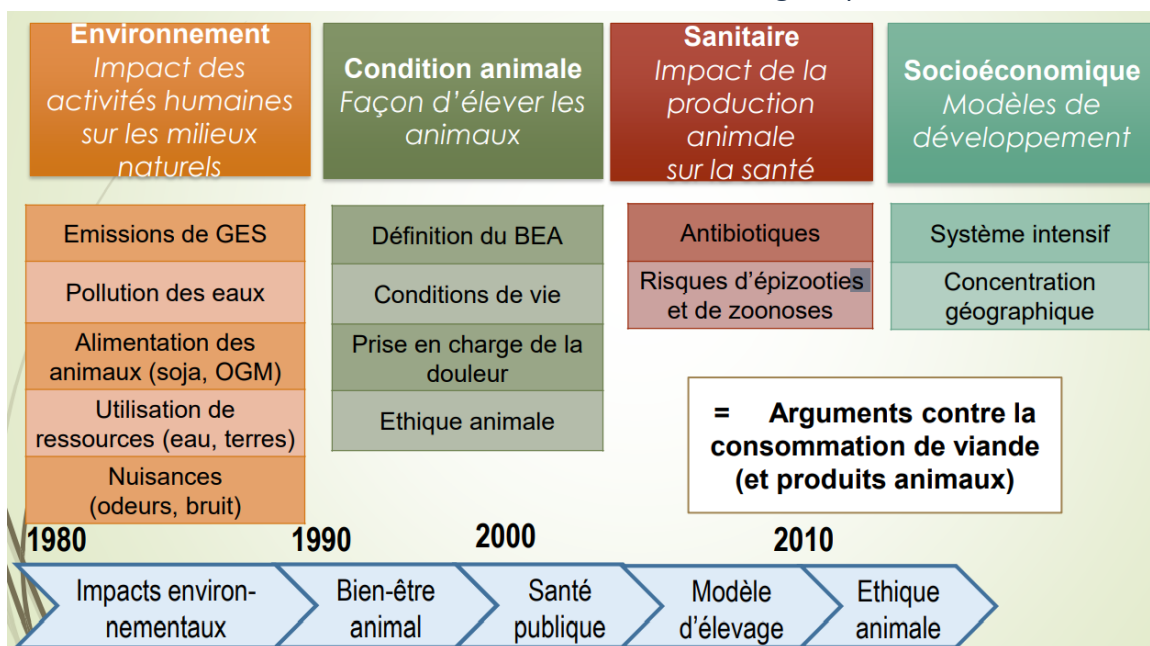 Environnement
Impact des
activités humaines
sur les milieux
naturels
Condition animale
Façon d'élever les
animaux
Sanitaire
Impact de la
production
animale
sur la santé
Socioéconomique
Modèles de
développement
Emissions de GES
Pollution des eaux
Alimentation des
animaux (soja, OGM)
Utilisation de
ressources (eau, terres)
Nuisances
(odeurs, bruit)
Définition du BEA
Conditions de vie
Prise en charge de la
douleur
Ethique animale
Antibiotiques
Risques d'épizooties
et de zoonoses
Système intensif
Concentration
géographique
= Arguments contre la
consommation de viande
(et produits animaux)
1980
1990
2000
2010
Impacts environ-
nementaux
Bien-être
animal
Santé
publique
Modèle
d'élevage
Ethique
animale